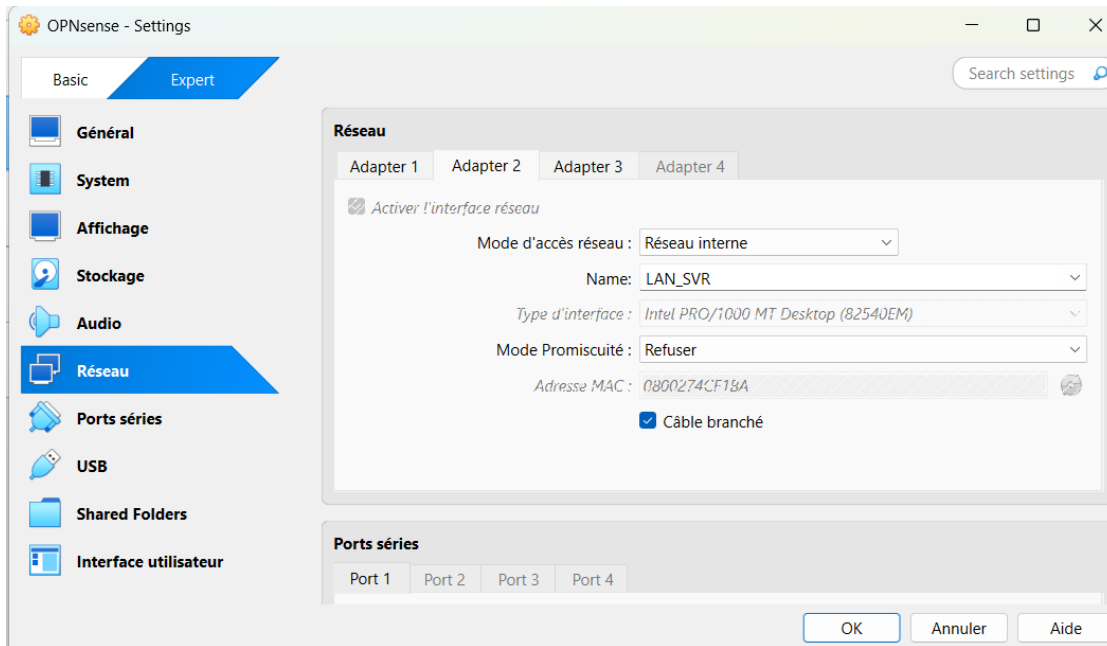 OPNsense - Settings
Basic
Expert
Search settings
Général
System
Affichage
Stockage
Audio
Réseau
Ports séries
USB
Shared Folders
Interface utilisateur
Réseau
Adapter 1
Adapter 2
Adapter 3
Adapter 4
Activer l'interface réseau
Mode d'accès réseau : Réseau interne
Name: LAN_SVR
Type d'interface : Intel PRO/1000 MT Desktop (82540EM)
Mode Promiscuité : Refuser
Adresse MAC : 0800274CF1BA
Câble branché
Ports séries
Port 1
Port 2
Port 3
Port 4
OK
Annuler
Aide